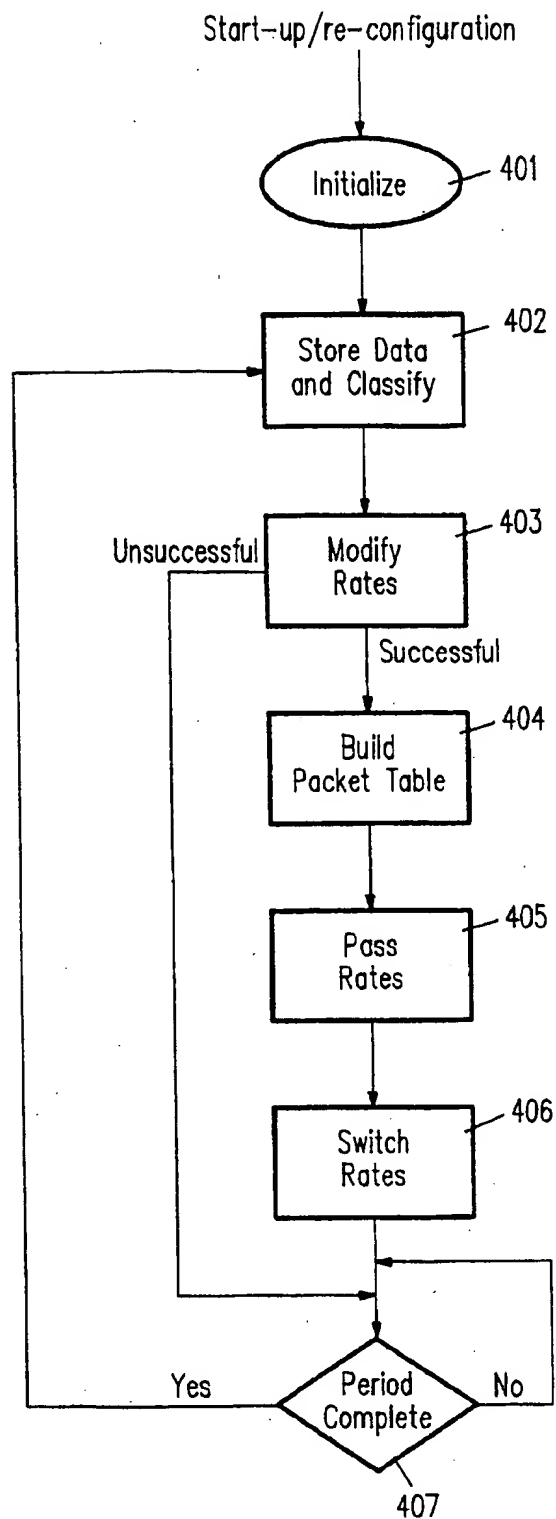 Start-up/re-configuration
Initialize
401
Store Data
and Classify
402
Unsuccessful
Modify
Rates
403
Successful
Build
Packet Table
404
Pass
Rates
405
Switch
Rates
406
Yes
Period
Complete
No
407